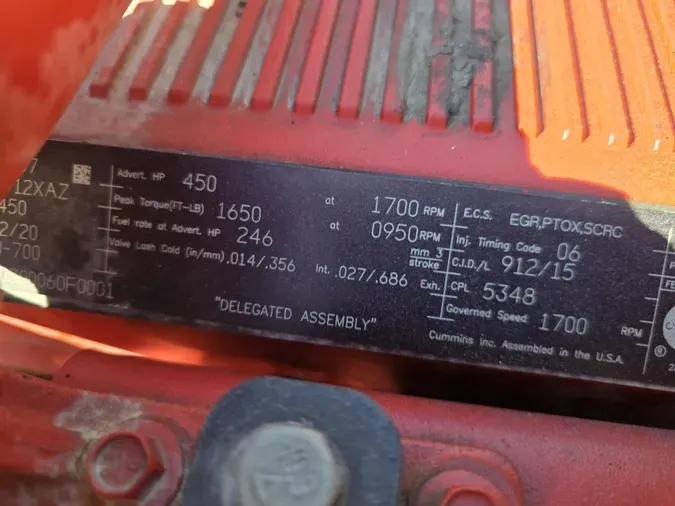 7
12XAZ
450
2/20
-700
00060F0001
Advert. HP 450 at 1700 RPM
Peak Torque(FT-LB) 1650 at 0950 RPM
Fuel rate at Advert. HP 246 mm 3 stroke
Valve Lash Cold (in/mm) .014/.356 Int. .027/.686 Exh.
"DELEGATED ASSEMBLY"
E.C.S. EGR,PTOX,SCRC
Inj. Timing Code 06
C.I.D./L 912/15
CPL 5348
Governed Speed 1700 RPM
Cummins Inc. Assembled in the U.S.A.
P
FE
®